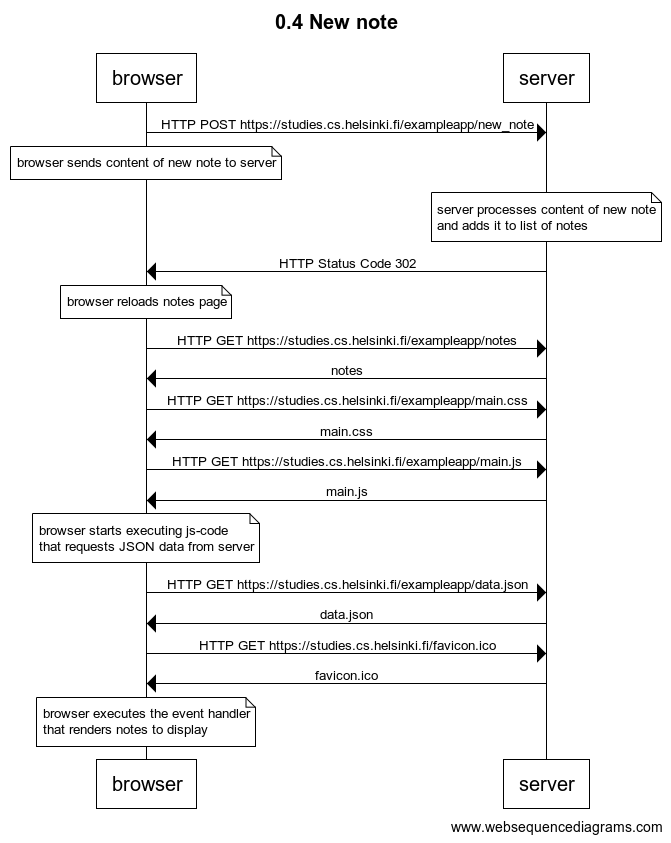 0.4 New note
browser
server
HTTP POST https://studies.cs.helsinki.fi/exampleapp/new_note
browser sends content of new note to server
server processes content of new note
and adds it to list of notes
HTTP Status Code 302
browser reloads notes page
HTTP GET https://studies.cs.helsinki.fi/exampleapp/notes
notes
HTTP GET https://studies.cs.helsinki.fi/exampleapp/main.css
main.css
HTTP GET https://studies.cs.helsinki.fi/exampleapp/main.js
main.js
browser starts executing js-code
that requests JSON data from server
HTTP GET https://studies.cs.helsinki.fi/exampleapp/data.json
data.json
HTTP GET https://studies.cs.helsinki.fi/favicon.ico
favicon.ico
browser executes the event handler
that renders notes to display
browser
server
www.websequencediagrams.com